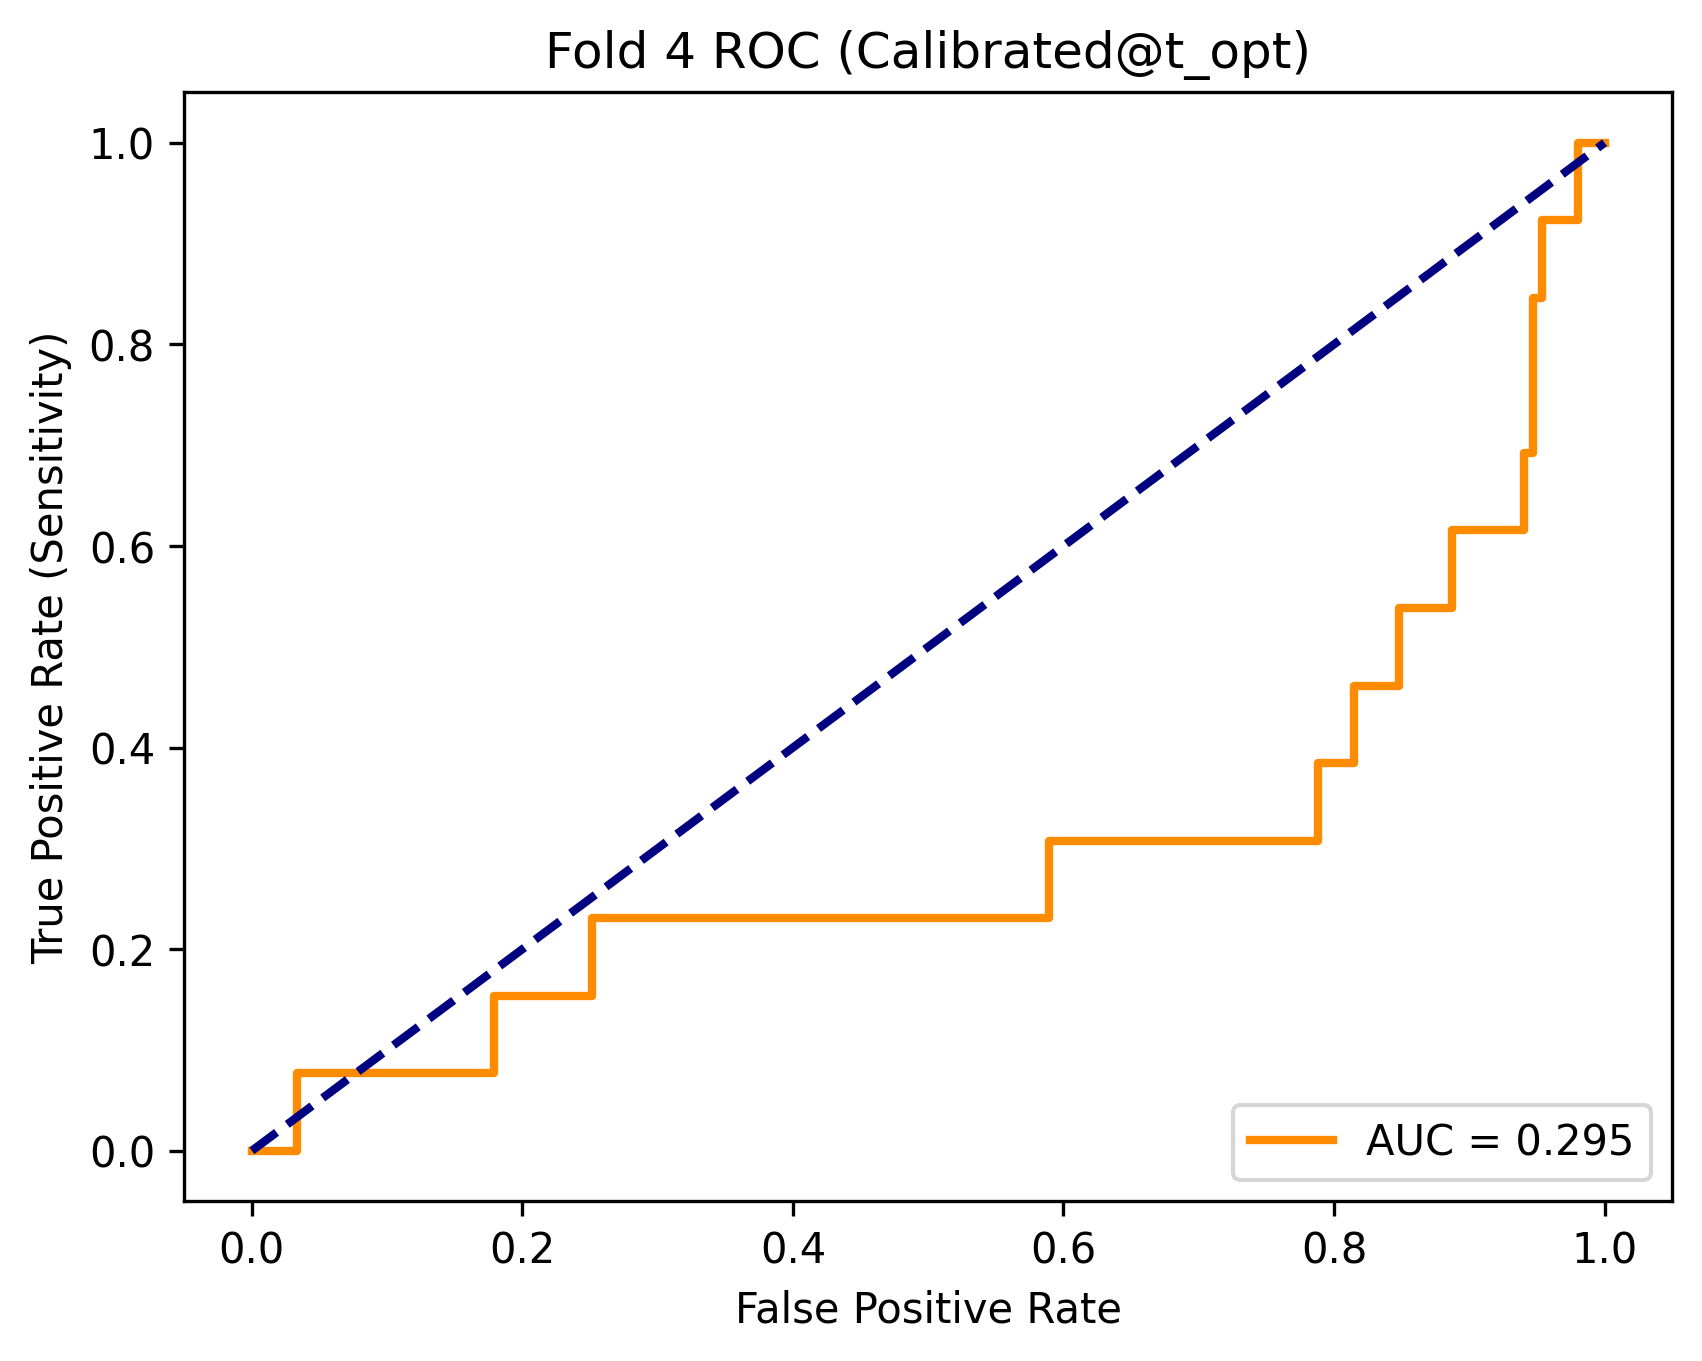 Fold 4 ROC (Calibrated@t_opt)
True Positive Rate (Sensitivity)
1.0
0.8
0.6
0.4
0.2
0.0
AUC = 0.295
0.0 0.2 0.4 0.6 0.8 1.0
False Positive Rate